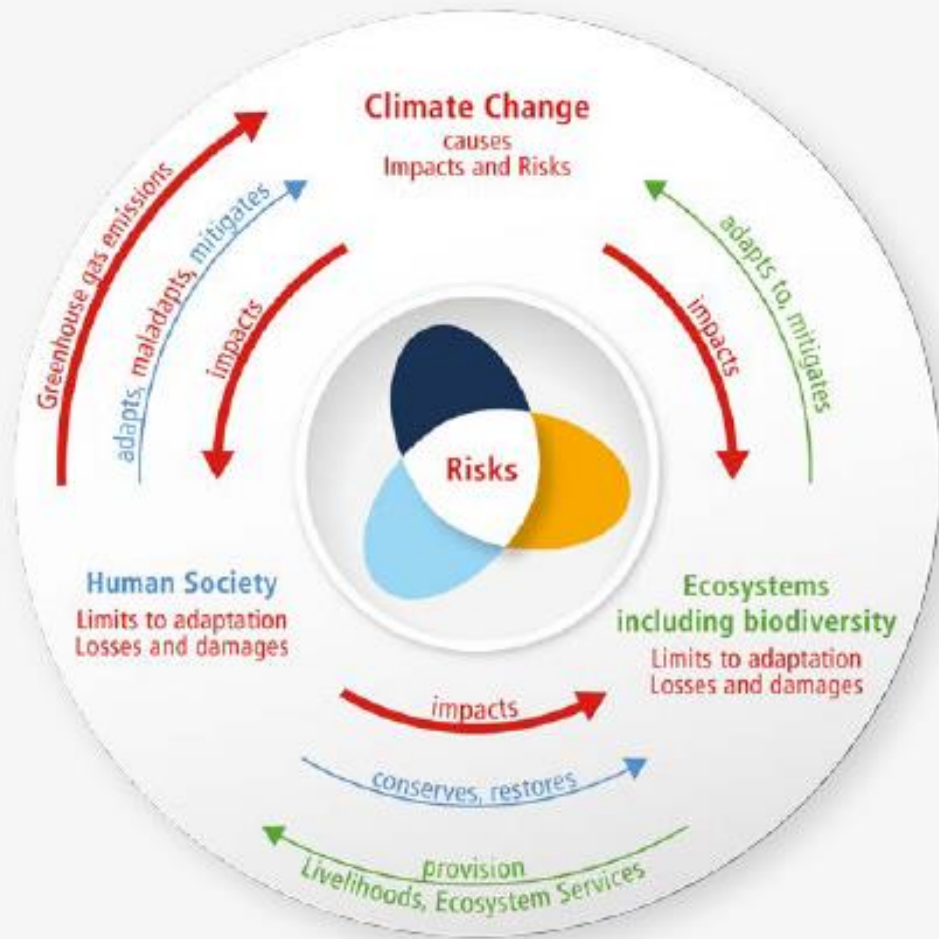 Climate Change
causes
Impacts and Risks
Greenhouse gas emissions
adapts, maladapts, mitigates
impacts
impacts
adapts to, mitigates
Risks
Human Society
Limits to adaptation
Losses and damages
Ecosystems
including biodiversity
Limits to adaptation
Losses and damages
impacts
conserves, restores
provision
Livelihoods, Ecosystem Services